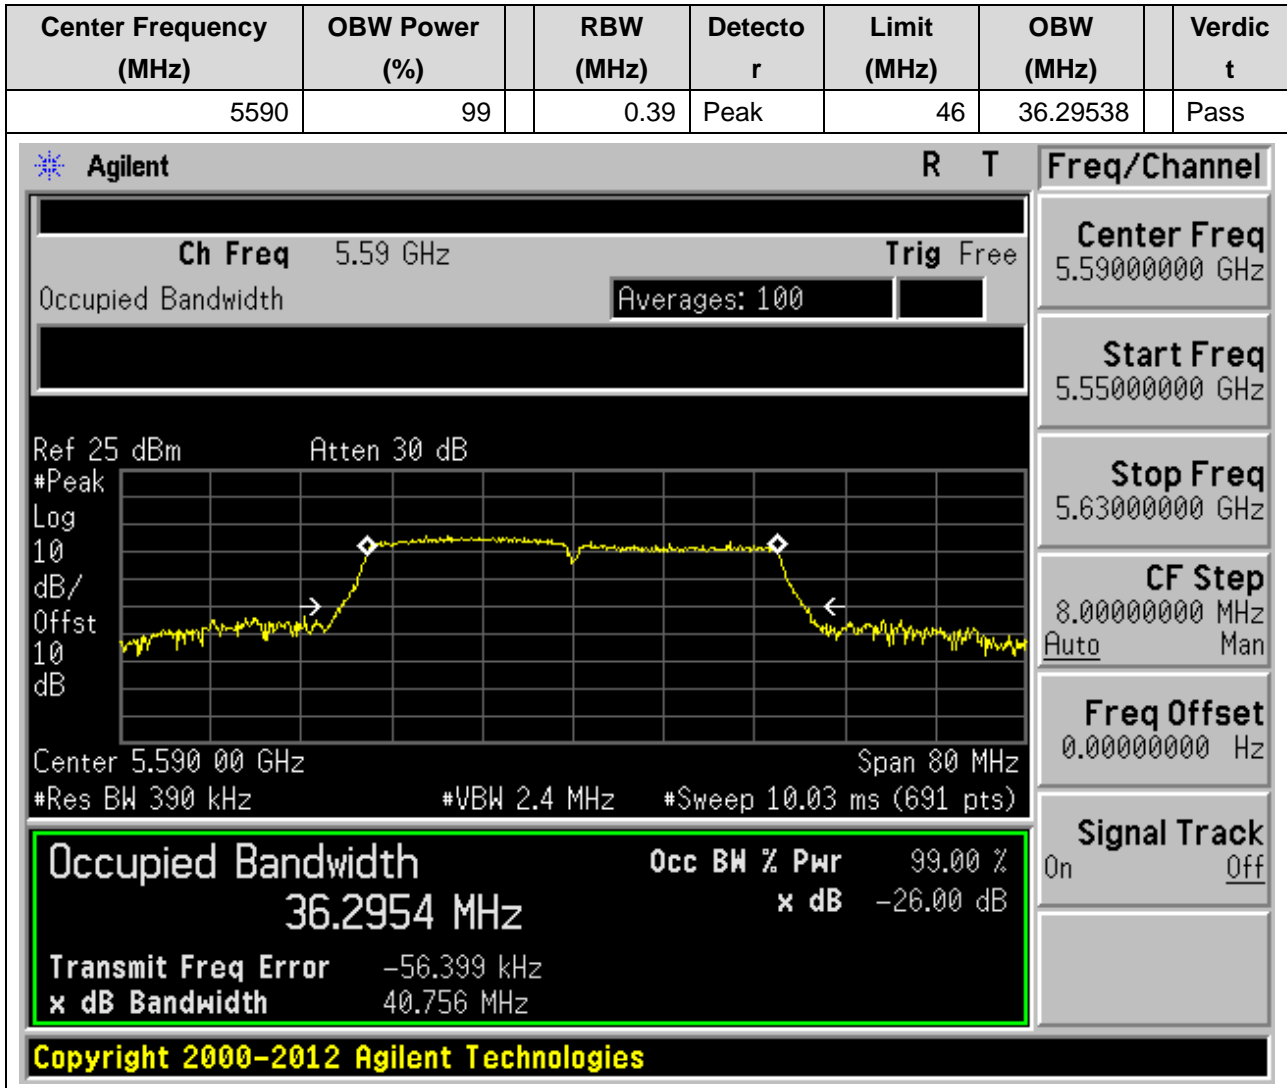 Center Frequency OBW Power RBW Detecto Limit OBW Verdic
(MHz) (%) (MHz) r (MHz) (MHz) t
5590 99 0.39 Peak 46 36.29538 Pass
Agilent R T Freq/Channel
Ch Freq 5.59 GHz Trig Free
Occupied Bandwidth Averages: 100
Center Freq
5.59000000 GHz
Start Freq
5.55000000 GHz
Stop Freq
5.63000000 GHz
CF Step
8.00000000 MHz
Auto Man
Freq Offset
0.00000000 Hz
Signal Track
On Off
Ref 25 dBm Atten 30 dB
#Peak
Log
10
dB/
Offst
10
dB
Center 5.590 00 GHz Span 80 MHz
#Res BW 390 kHz #VBW 2.4 MHz #Sweep 10.03 ms (691 pts)
Occupied Bandwidth Occ BW % Pwr 99.00 %
36.2954 MHz x dB -26.00 dB
Transmit Freq Error -56.399 kHz
x dB Bandwidth 40.756 MHz
Copyright 2000-2012 Agilent Technologies